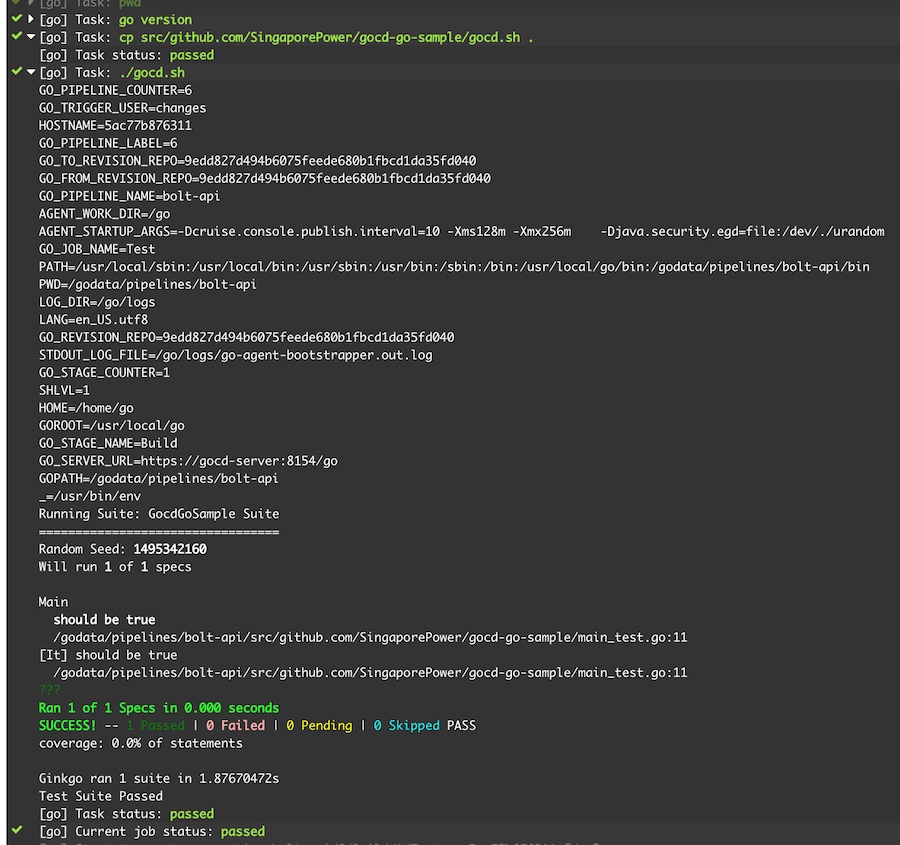 [go] Task: pwd
[go] Task: go version
[go] Task: cp src/github.com/SingaporePower/gocd-go-sample/gocd.sh .
[go] Task status: passed
[go] Task: ./gocd.sh
GO_PIPELINE_COUNTER=6
GO_TRIGGER_USER=changes
HOSTNAME=5ac77b876311
GO_PIPELINE_LABEL=6
GO_TO_REVISION_REPO=9edd827d494b6075feede680b1fbcd1da35fd040
GO_FROM_REVISION_REPO=9edd827d494b6075feede680b1fbcd1da35fd040
GO_PIPELINE_NAME=bolt-api
AGENT_WORK_DIR=/go
AGENT_STARTUP_ARGS=-Dcruise.console.publish.interval=10 -Xms128m -Xmx256m    -Djava.security.egd=file:/dev/./urandom
GO_JOB_NAME=Test
PATH=/usr/local/sbin:/usr/local/bin:/usr/sbin:/usr/bin:/sbin:/bin:/usr/local/go/bin:/godata/pipelines/bolt-api/bin
PWD=/godata/pipelines/bolt-api
LOG_DIR=/go/logs
LANG=en_US.utf8
GO_REVISION_REPO=9edd827d494b6075feede680b1fbcd1da35fd040
STDOUT_LOG_FILE=/go/logs/go-agent-bootstrapper.out.log
GO_STAGE_COUNTER=1
SHLVL=1
HOME=/home/go
GOROOT=/usr/local/go
GO_STAGE_NAME=Build
GO_SERVER_URL=https://gocd-server:8154/go
GOPATH=/godata/pipelines/bolt-api
_=/usr/bin/env
Running Suite: GocdGoSample Suite
=================================
Random Seed: 1495342160
Will run 1 of 1 specs
Main
should be true
/godata/pipelines/bolt-api/src/github.com/SingaporePower/gocd-go-sample/main_test.go:11
[It] should be true
/godata/pipelines/bolt-api/src/github.com/SingaporePower/gocd-go-sample/main_test.go:11
???
Ran 1 of 1 Specs in 0.000 seconds
SUCCESS! -- 1 Passed | 0 Failed | 0 Pending | 0 Skipped PASS
coverage: 0.0% of statements
Ginkgo ran 1 suite in 1.87670472s
Test Suite Passed
[go] Task status: passed
[go] Current job status: passed